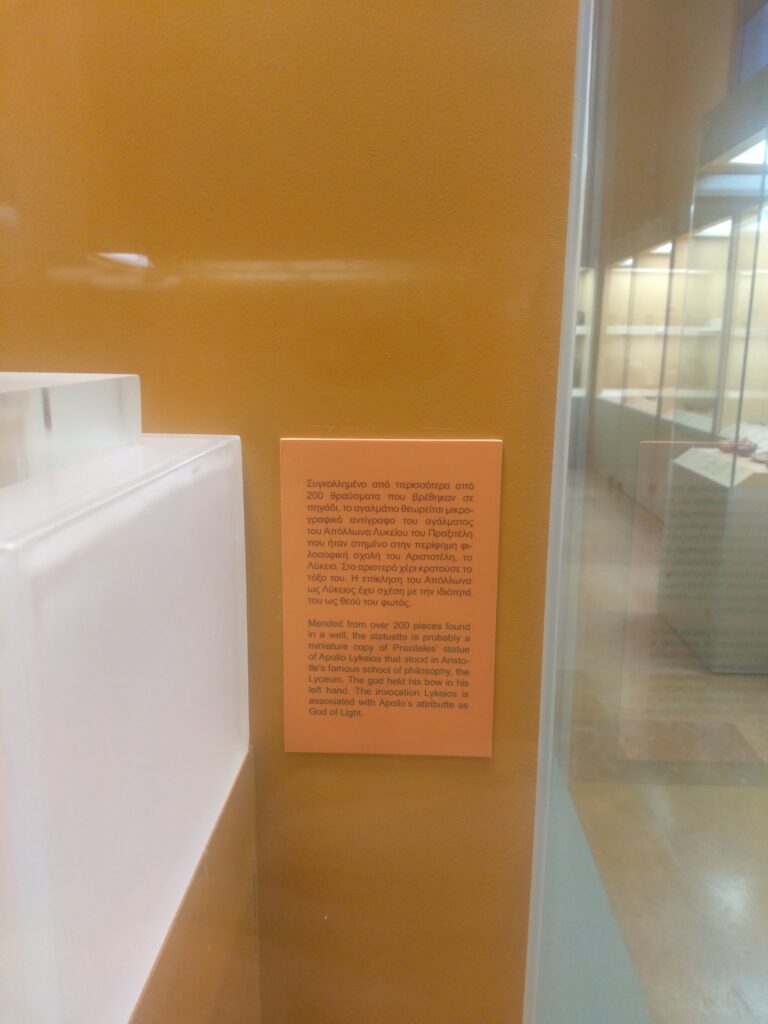 Συγκολλημένο από περισσότερα από
200 θραύσματα που βρέθηκαν σε
πηγάδι, το αγαλμάτιο θεωρείται μικρο-
γραφικό αντίγραφο του αγάλματος
του Απόλλωνα Λυκείου του Πραξιτέλη
που ήταν στημένο στην περίφημη φι-
λοσοφική σχολή του Αριστοτέλη, το
Λύκειο. Στο αριστερό χέρι κρατούσε το
τόξο του. Η επίκληση του Απόλλωνα
ως Λύκειος έχει σχέση με την ιδιότητά
του ως θεού του φωτός.
Mended from over 200 pieces found
in a well, the statuette is probably a
miniature copy of Praxiteles' statue
of Apollo Lykeios that stood in Aristo-
tle's famous school of philosophy, the
Lyceum. The god held his bow in his
left hand. The invocation Lykeios is
assosiated with Apollo's attributte as
God of Light.